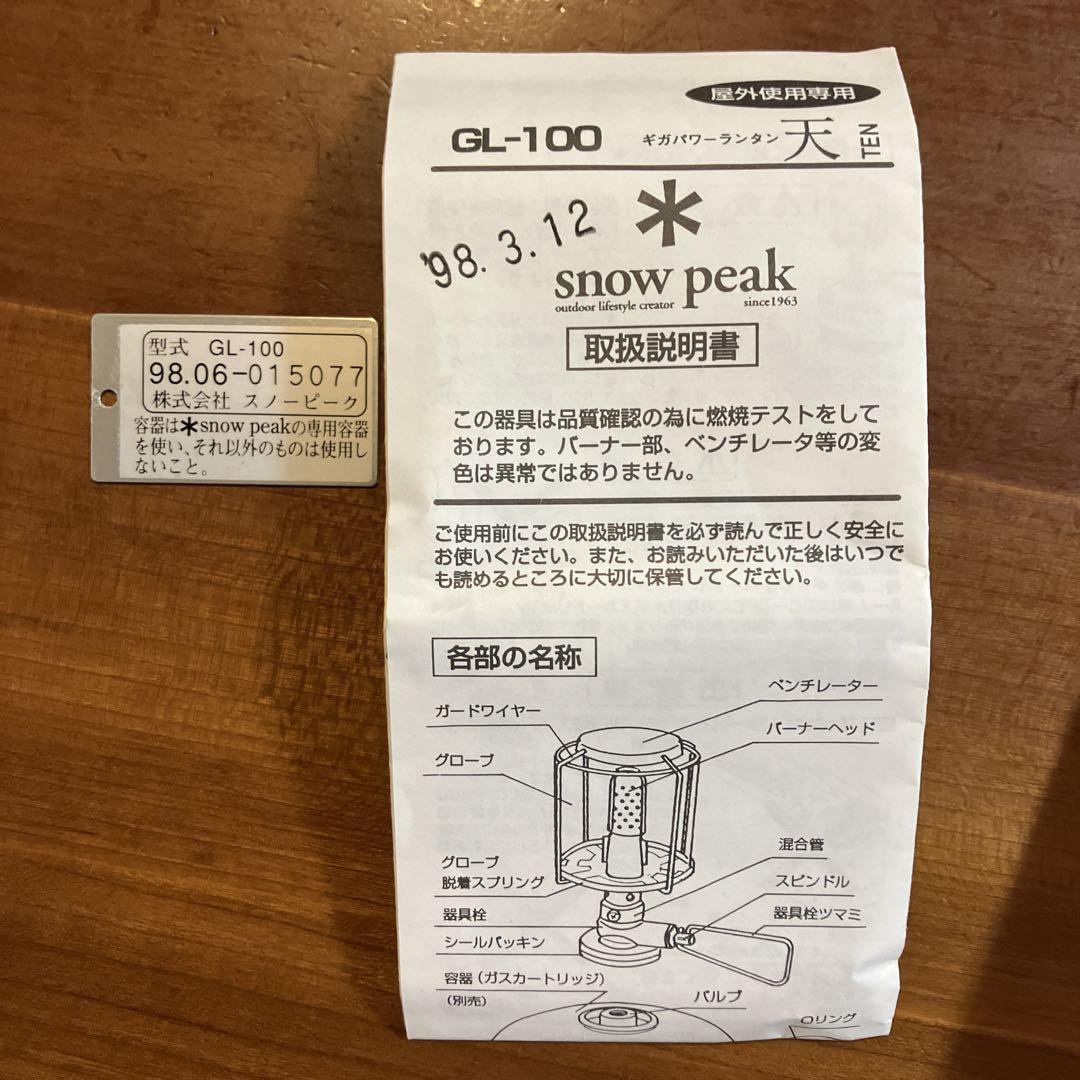 型式 GL-100
98.06-015077
株式会社 スノーピーク
容器は*snow peakの専用容器
を使い、それ以外のものは使用し
ないこと。
屋外使用専用
GL-100 ギガパワーランタン 天 TEN
'98.3.12
snow peak
outdoor lifestyle creator since1963
取扱説明書
この器具は品質確認の為に燃焼テストをして
おります。バーナー部、ベンチレータ等の変
色は異常ではありません。
ご使用前にこの取扱説明書を必ず読んで正しく安全に
お使いください。また、お読みいただいた後はいつで
も読めるところに大切に保管してください。
各部の名称
ベンチレーター
ガードワイヤー
バーナーヘッド
グローブ
混合管
グローブ
脱着スプリング
スピンドル
器具栓
器具栓ツマミ
シールパッキン
容器(ガスカートリッジ)
(別売)
バルブ
Oリング